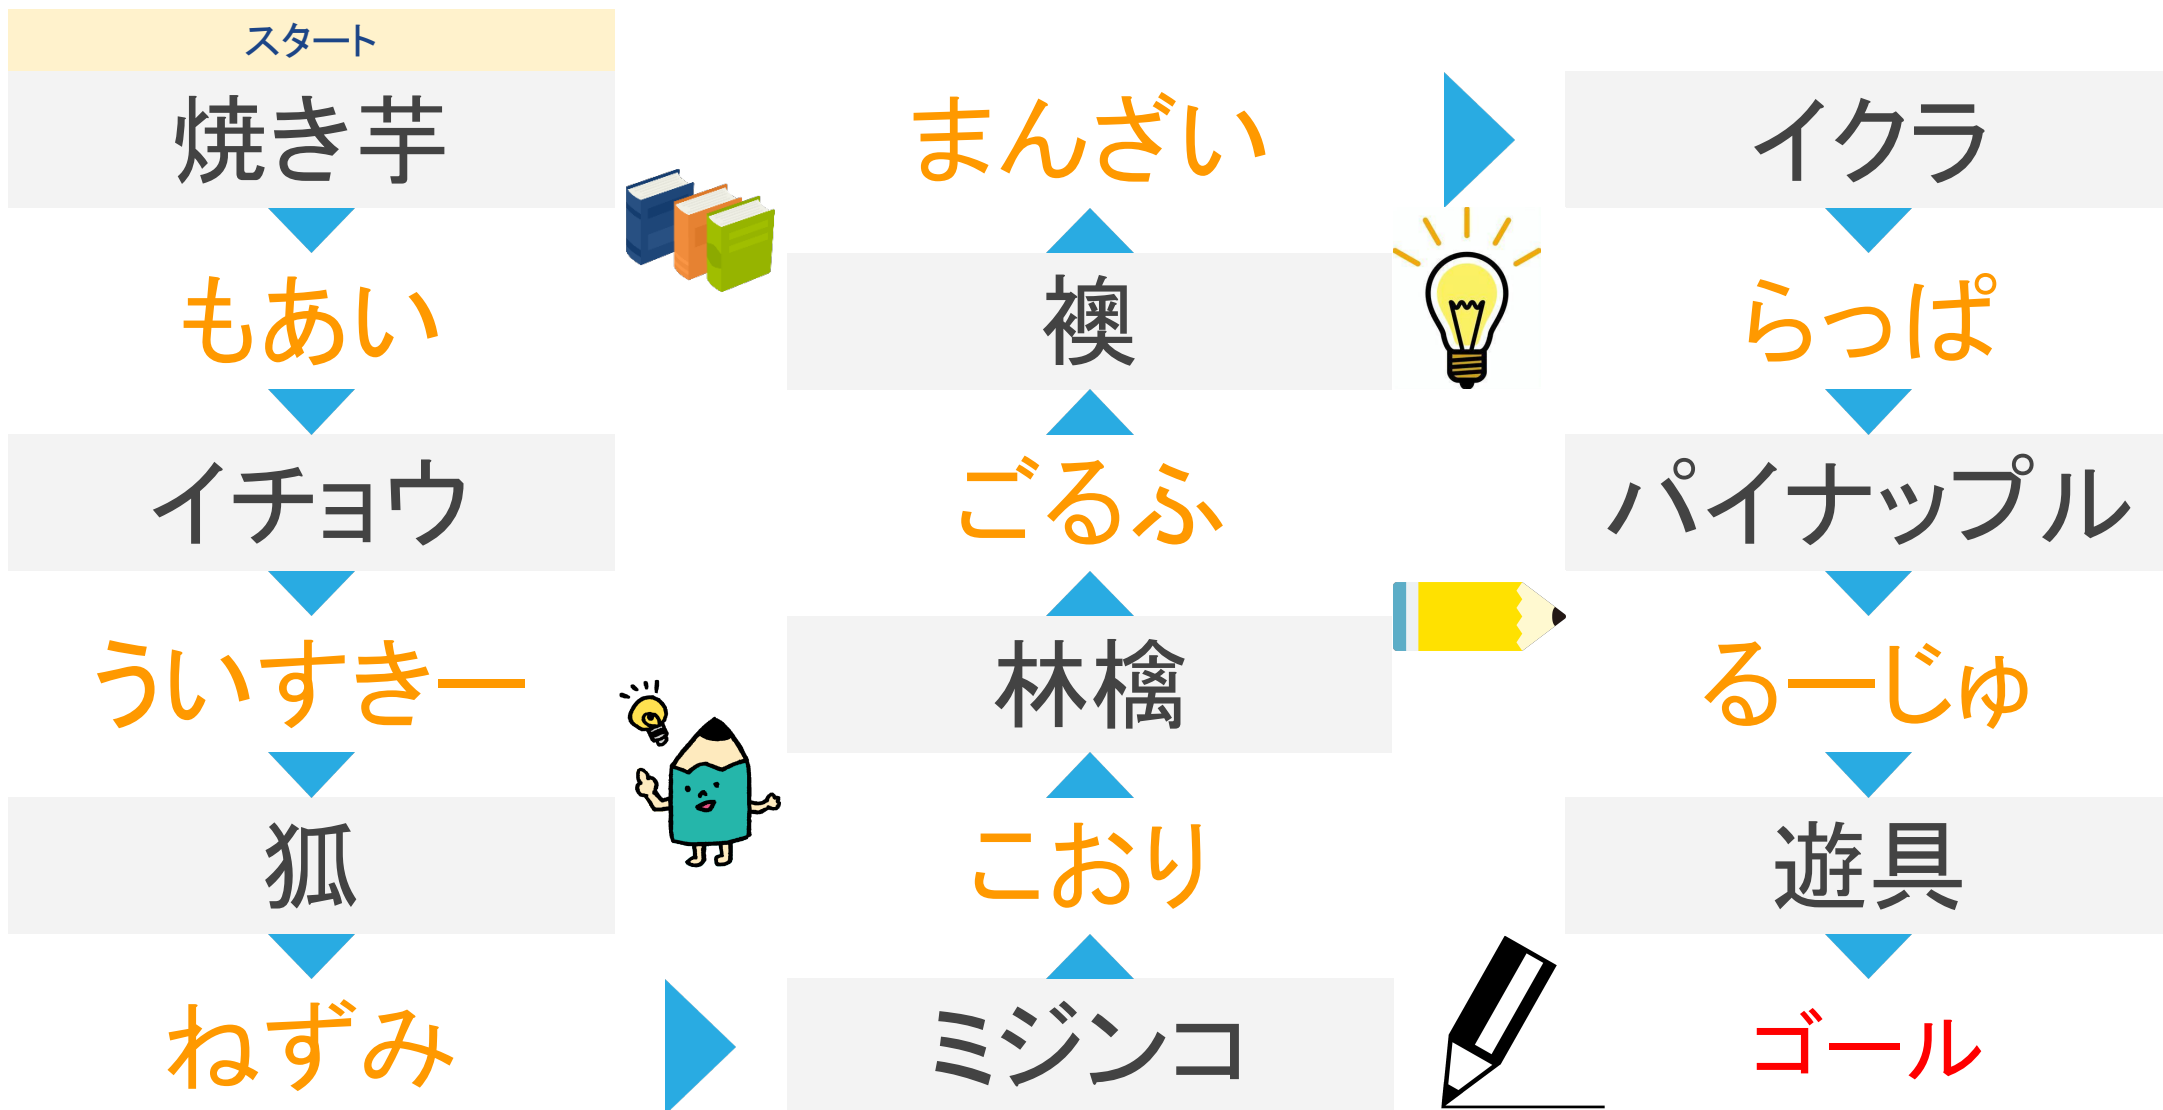 スタート
焼き芋
もあい
イチョウ
ういすきー
狐
ねずみ
ミジンコ
こおり
林檎
ごるふ
襖
まんざい
イクラ
らっぱ
パイナップル
るーじゅ
遊具
ゴール